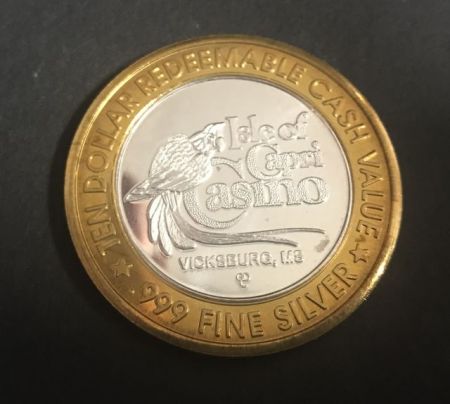 TEN DOLLAR REDEEMABLE CASH VALUE
Isle of
Capri
Casino
VICKSBURG, MS
.999 FINE SILVER